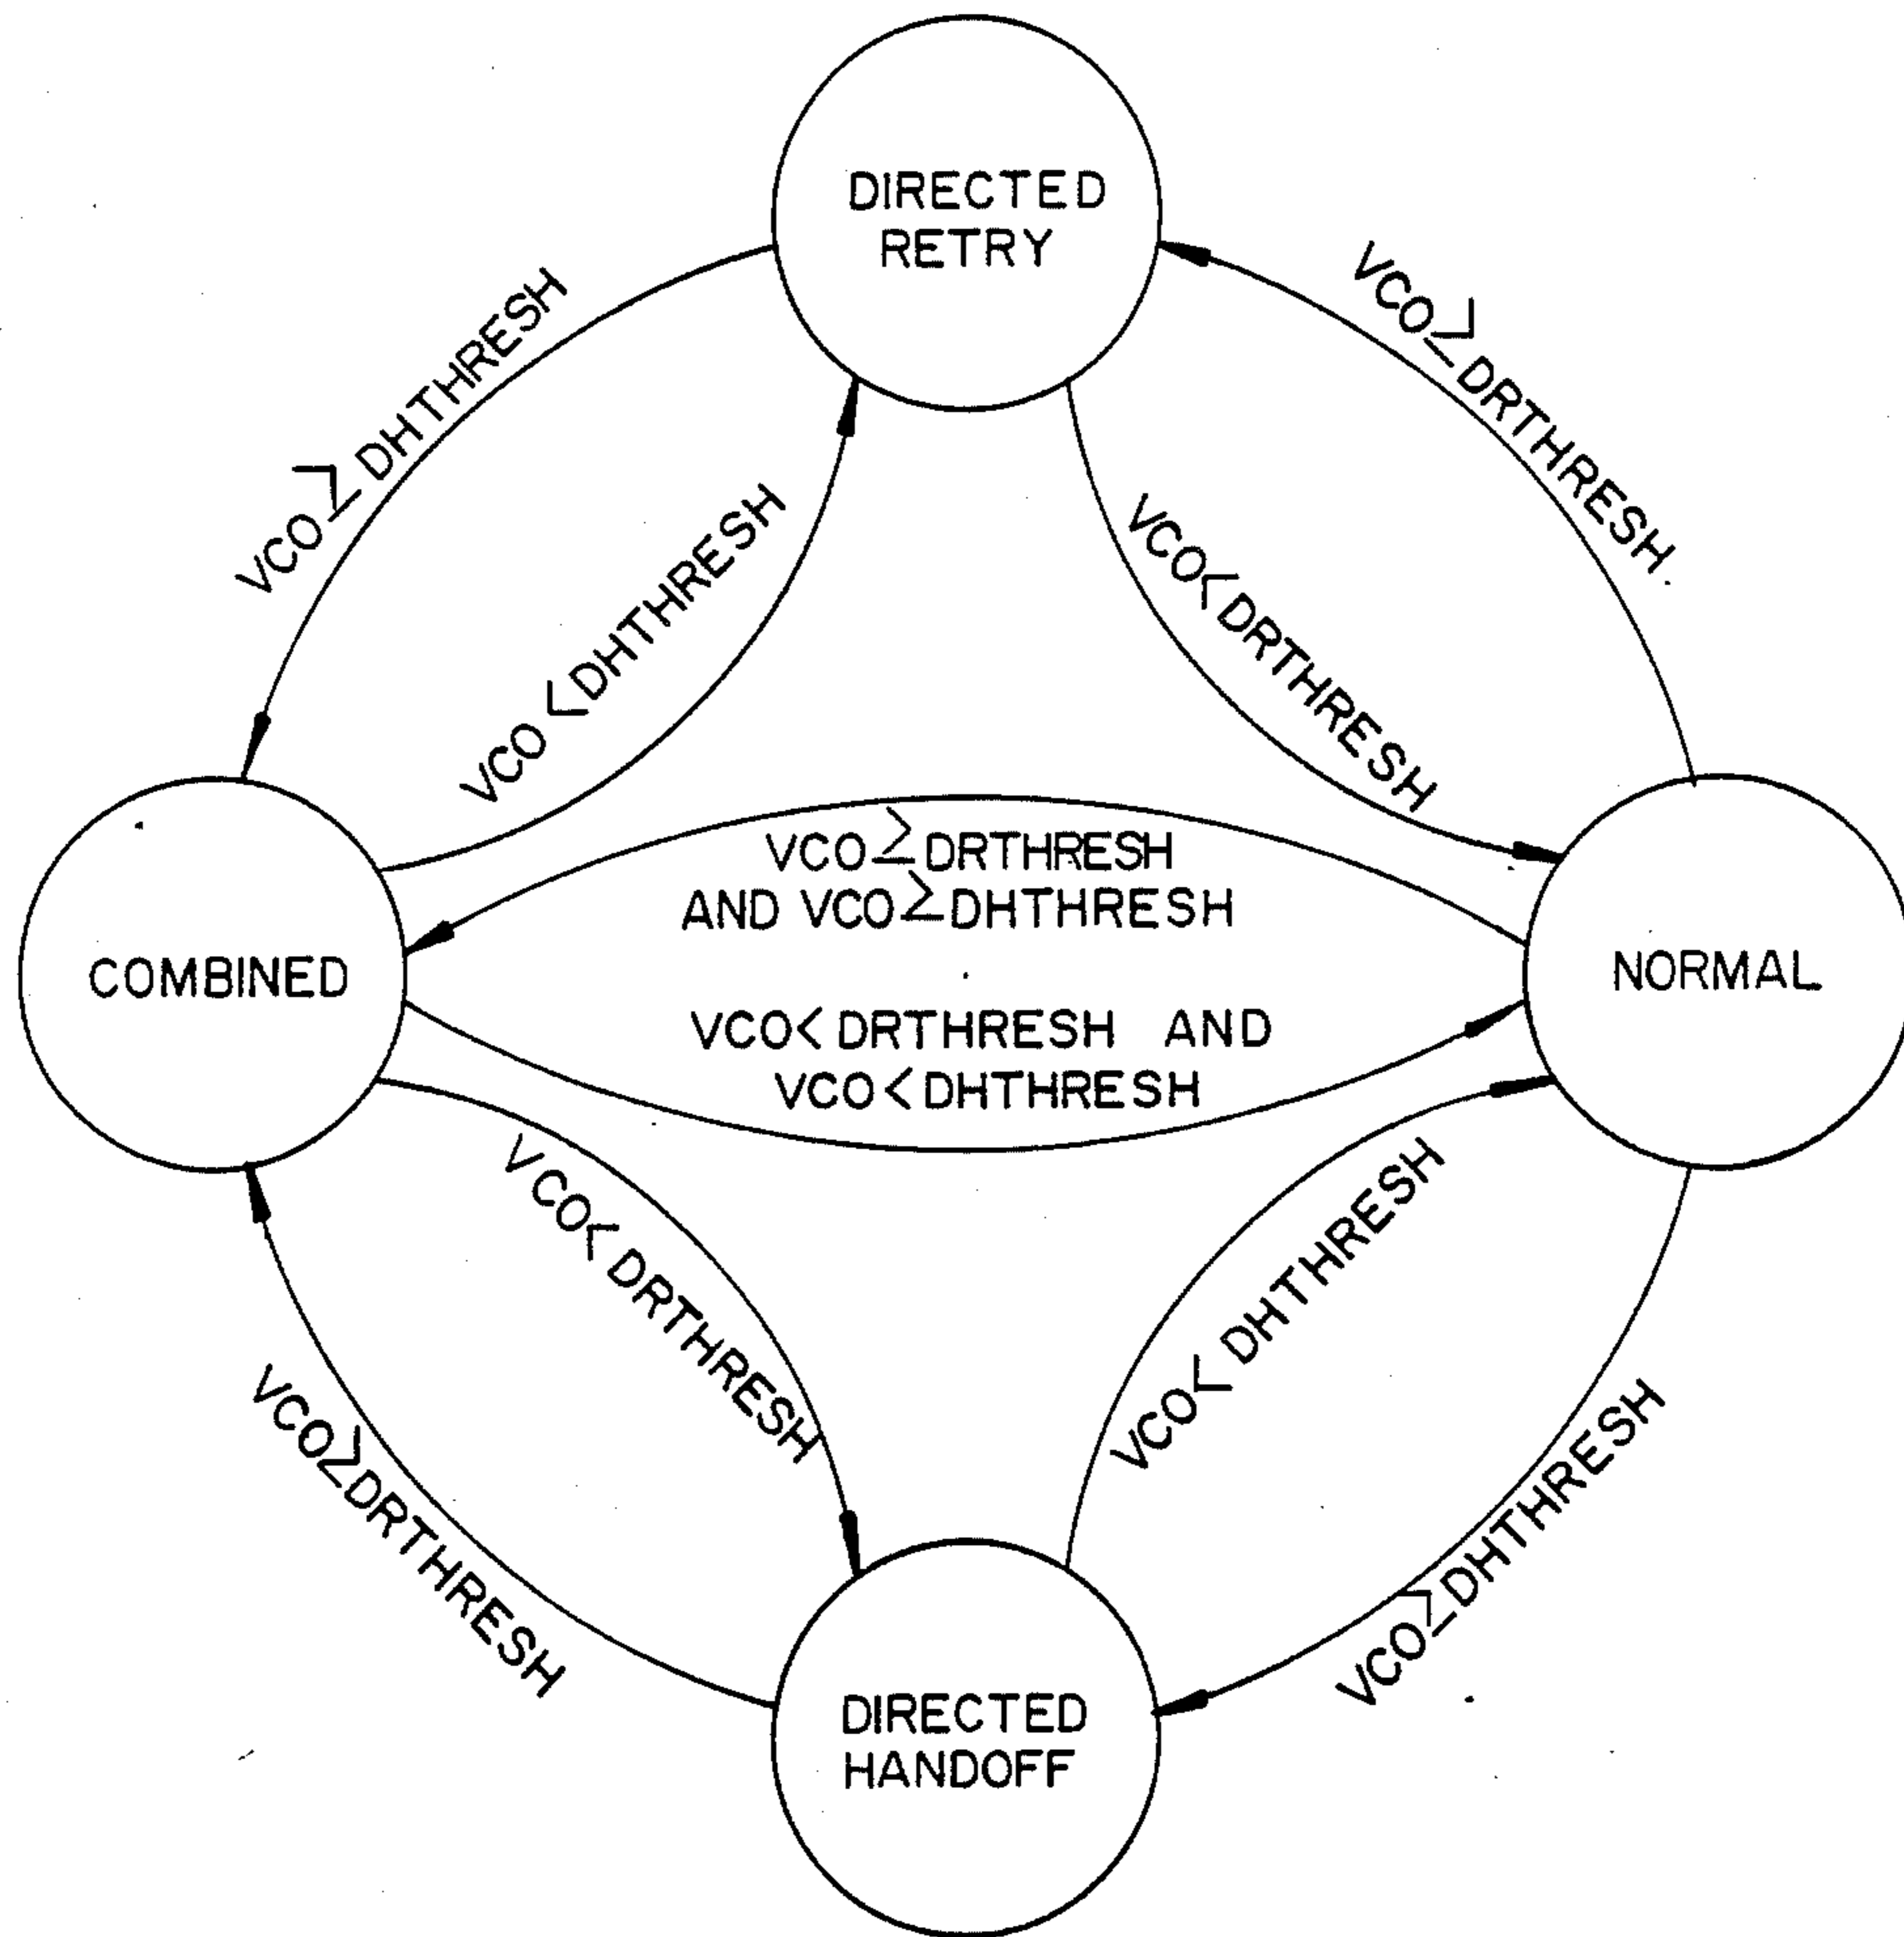 DIRECTED
RETRY
VCO≥DHTHRESH
VCO≥DRTHRESH
VCO<DHTHRESH
VCO<DRTHRESH
VCO≥DRTHRESH
AND VCO≥DHTHRESH
COMBINED
NORMAL
VCO<DRTHRESH AND
VCO<DHTHRESH
VCO<DRTHRESH
VCO<DHTHRESH
VCO≥DRTHRESH
VCO≥DHTHRESH
DIRECTED
HANDOFF